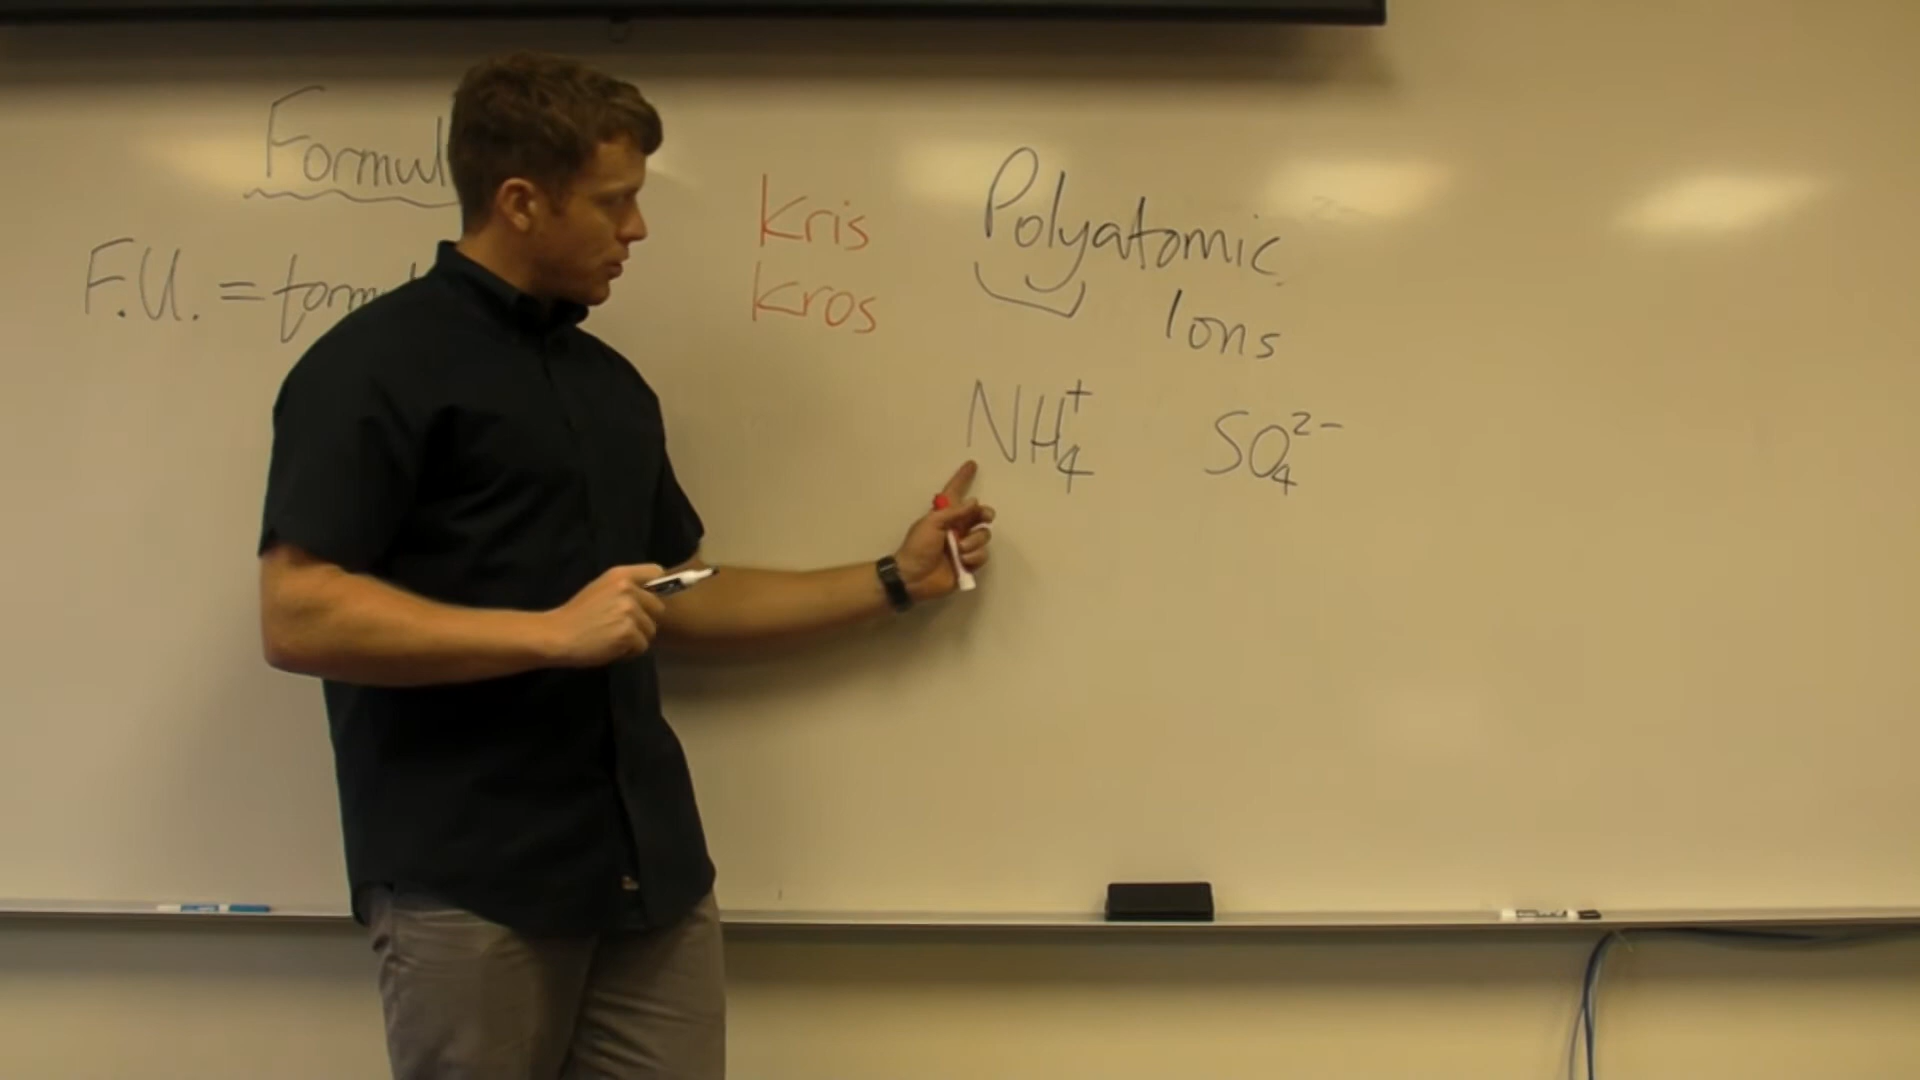 Formul
F.U. = form
Kris
Kros
Polyatomic
Ions
NH₄⁺ SO₄²⁻